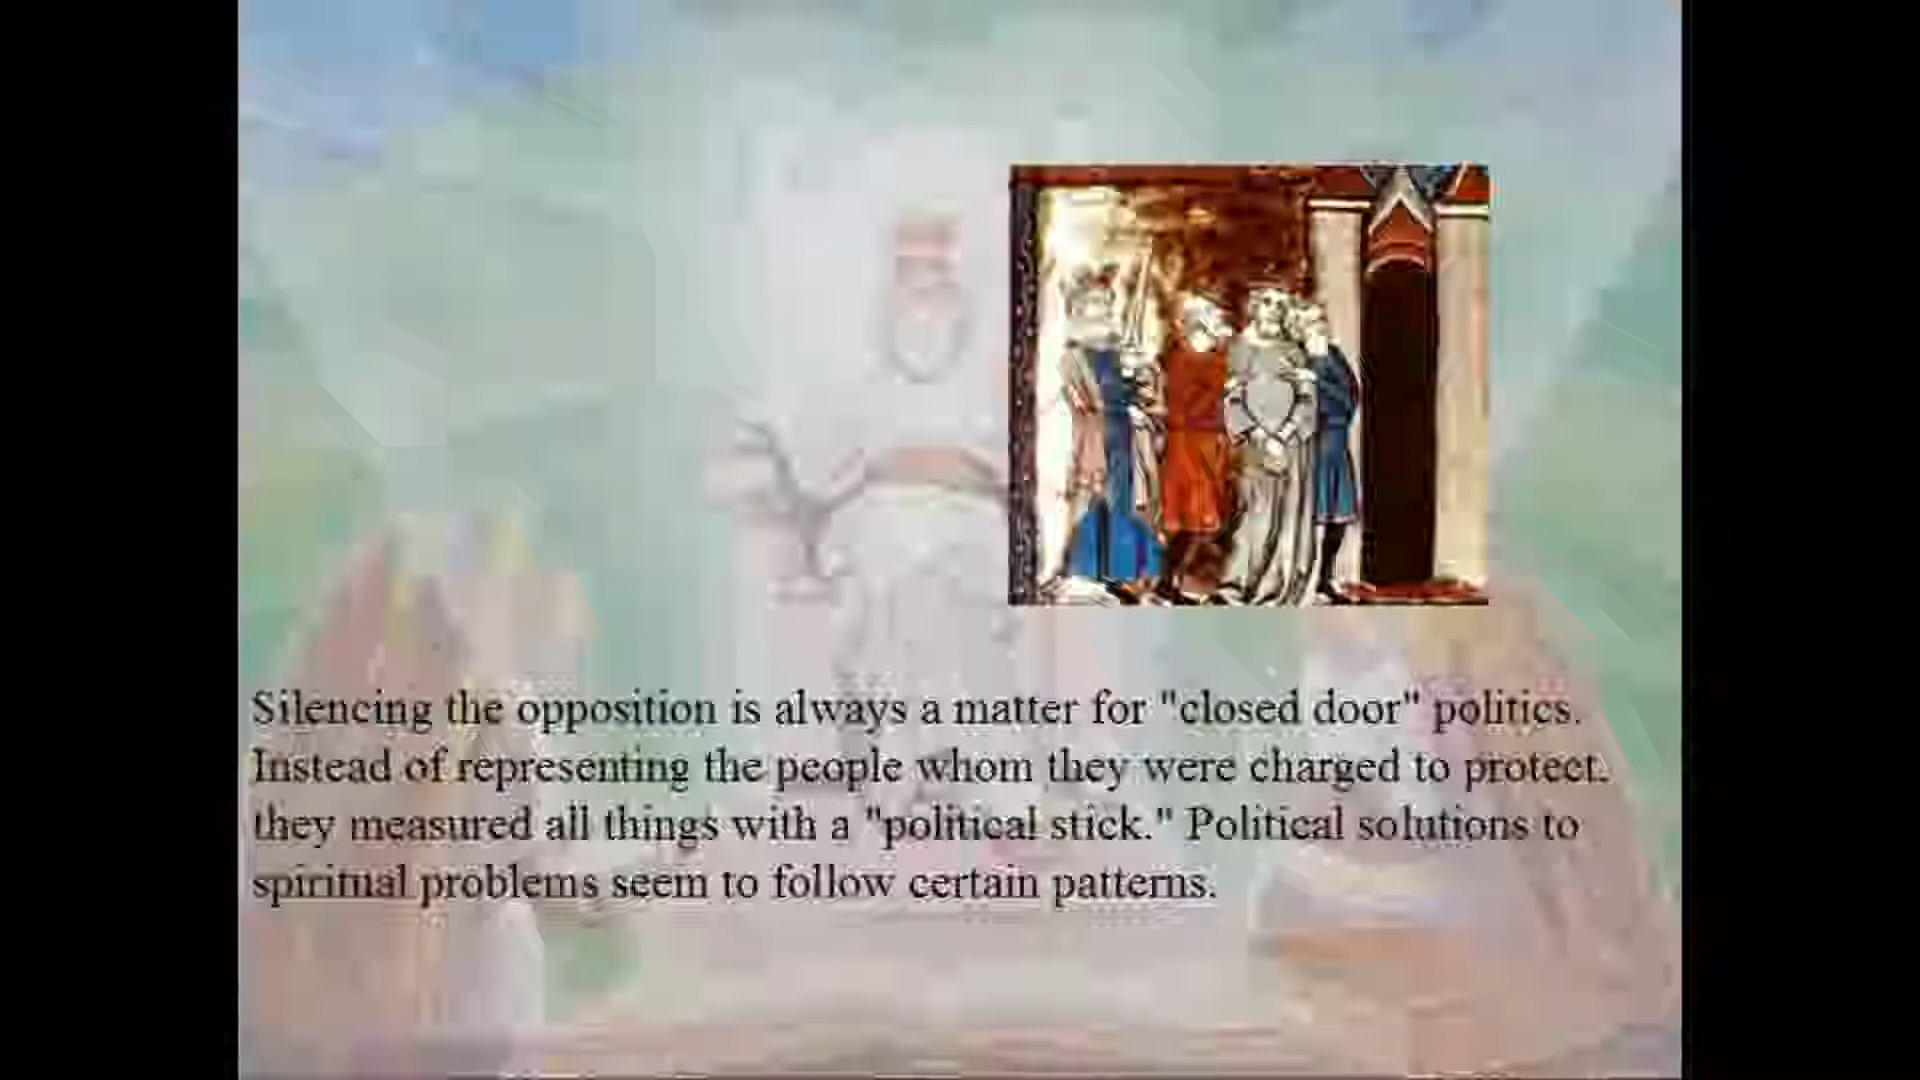 Silencing the opposition is always a matter for "closed door" politics.
Instead of representing the people whom they were charged to protect,
they measured all things with a "political stick." Political solutions to
spiritual problems seem to follow certain patterns.